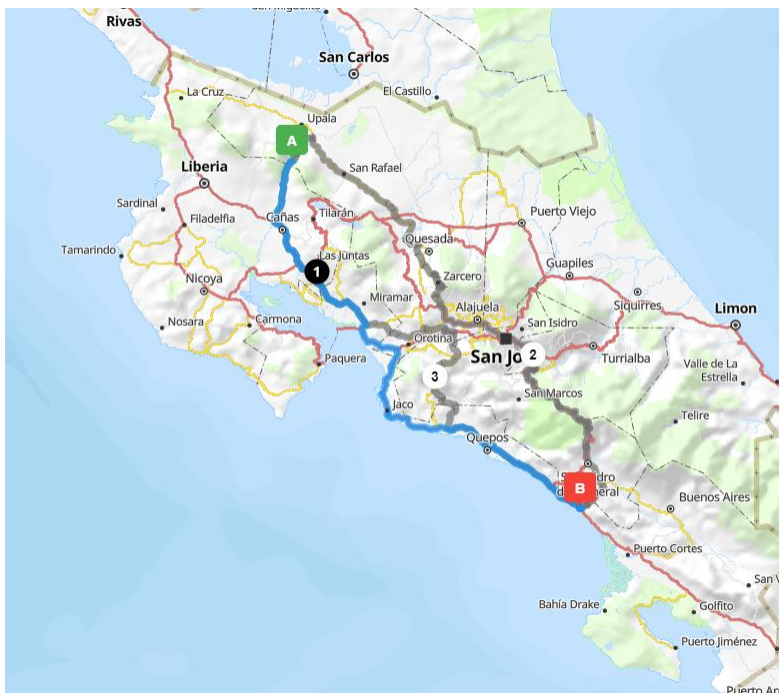 Rivas
San Carlos
La Cruz
El Castillo
Upala
A
San Rafael
Liberia
Sardinal
Filadelfia
Cañas
Tilarán
Puerto Viejo
Tamarindo
Quesada
Las Juntas
1
Guapiles
Nicoya
Zarcero
Miramar
Siquirres
Limon
Nosara
Carmona
Alajuela
San Isidro
Orotina
San Jo
2
Turrialba
Paquera
3
Valle de La
Estrella
San Marcos
Jaco
Telire
Quepos
B
Buenos Aires
Puerto Cortes
San V
Bahía Drake
Golfito
Puerto Jiménez